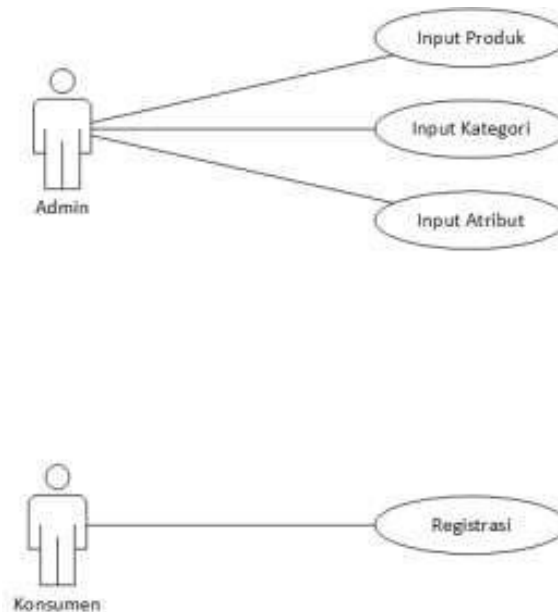 Input Produk
Input Kategori
Admin
Input Atribut
Registrasi
Konsumen